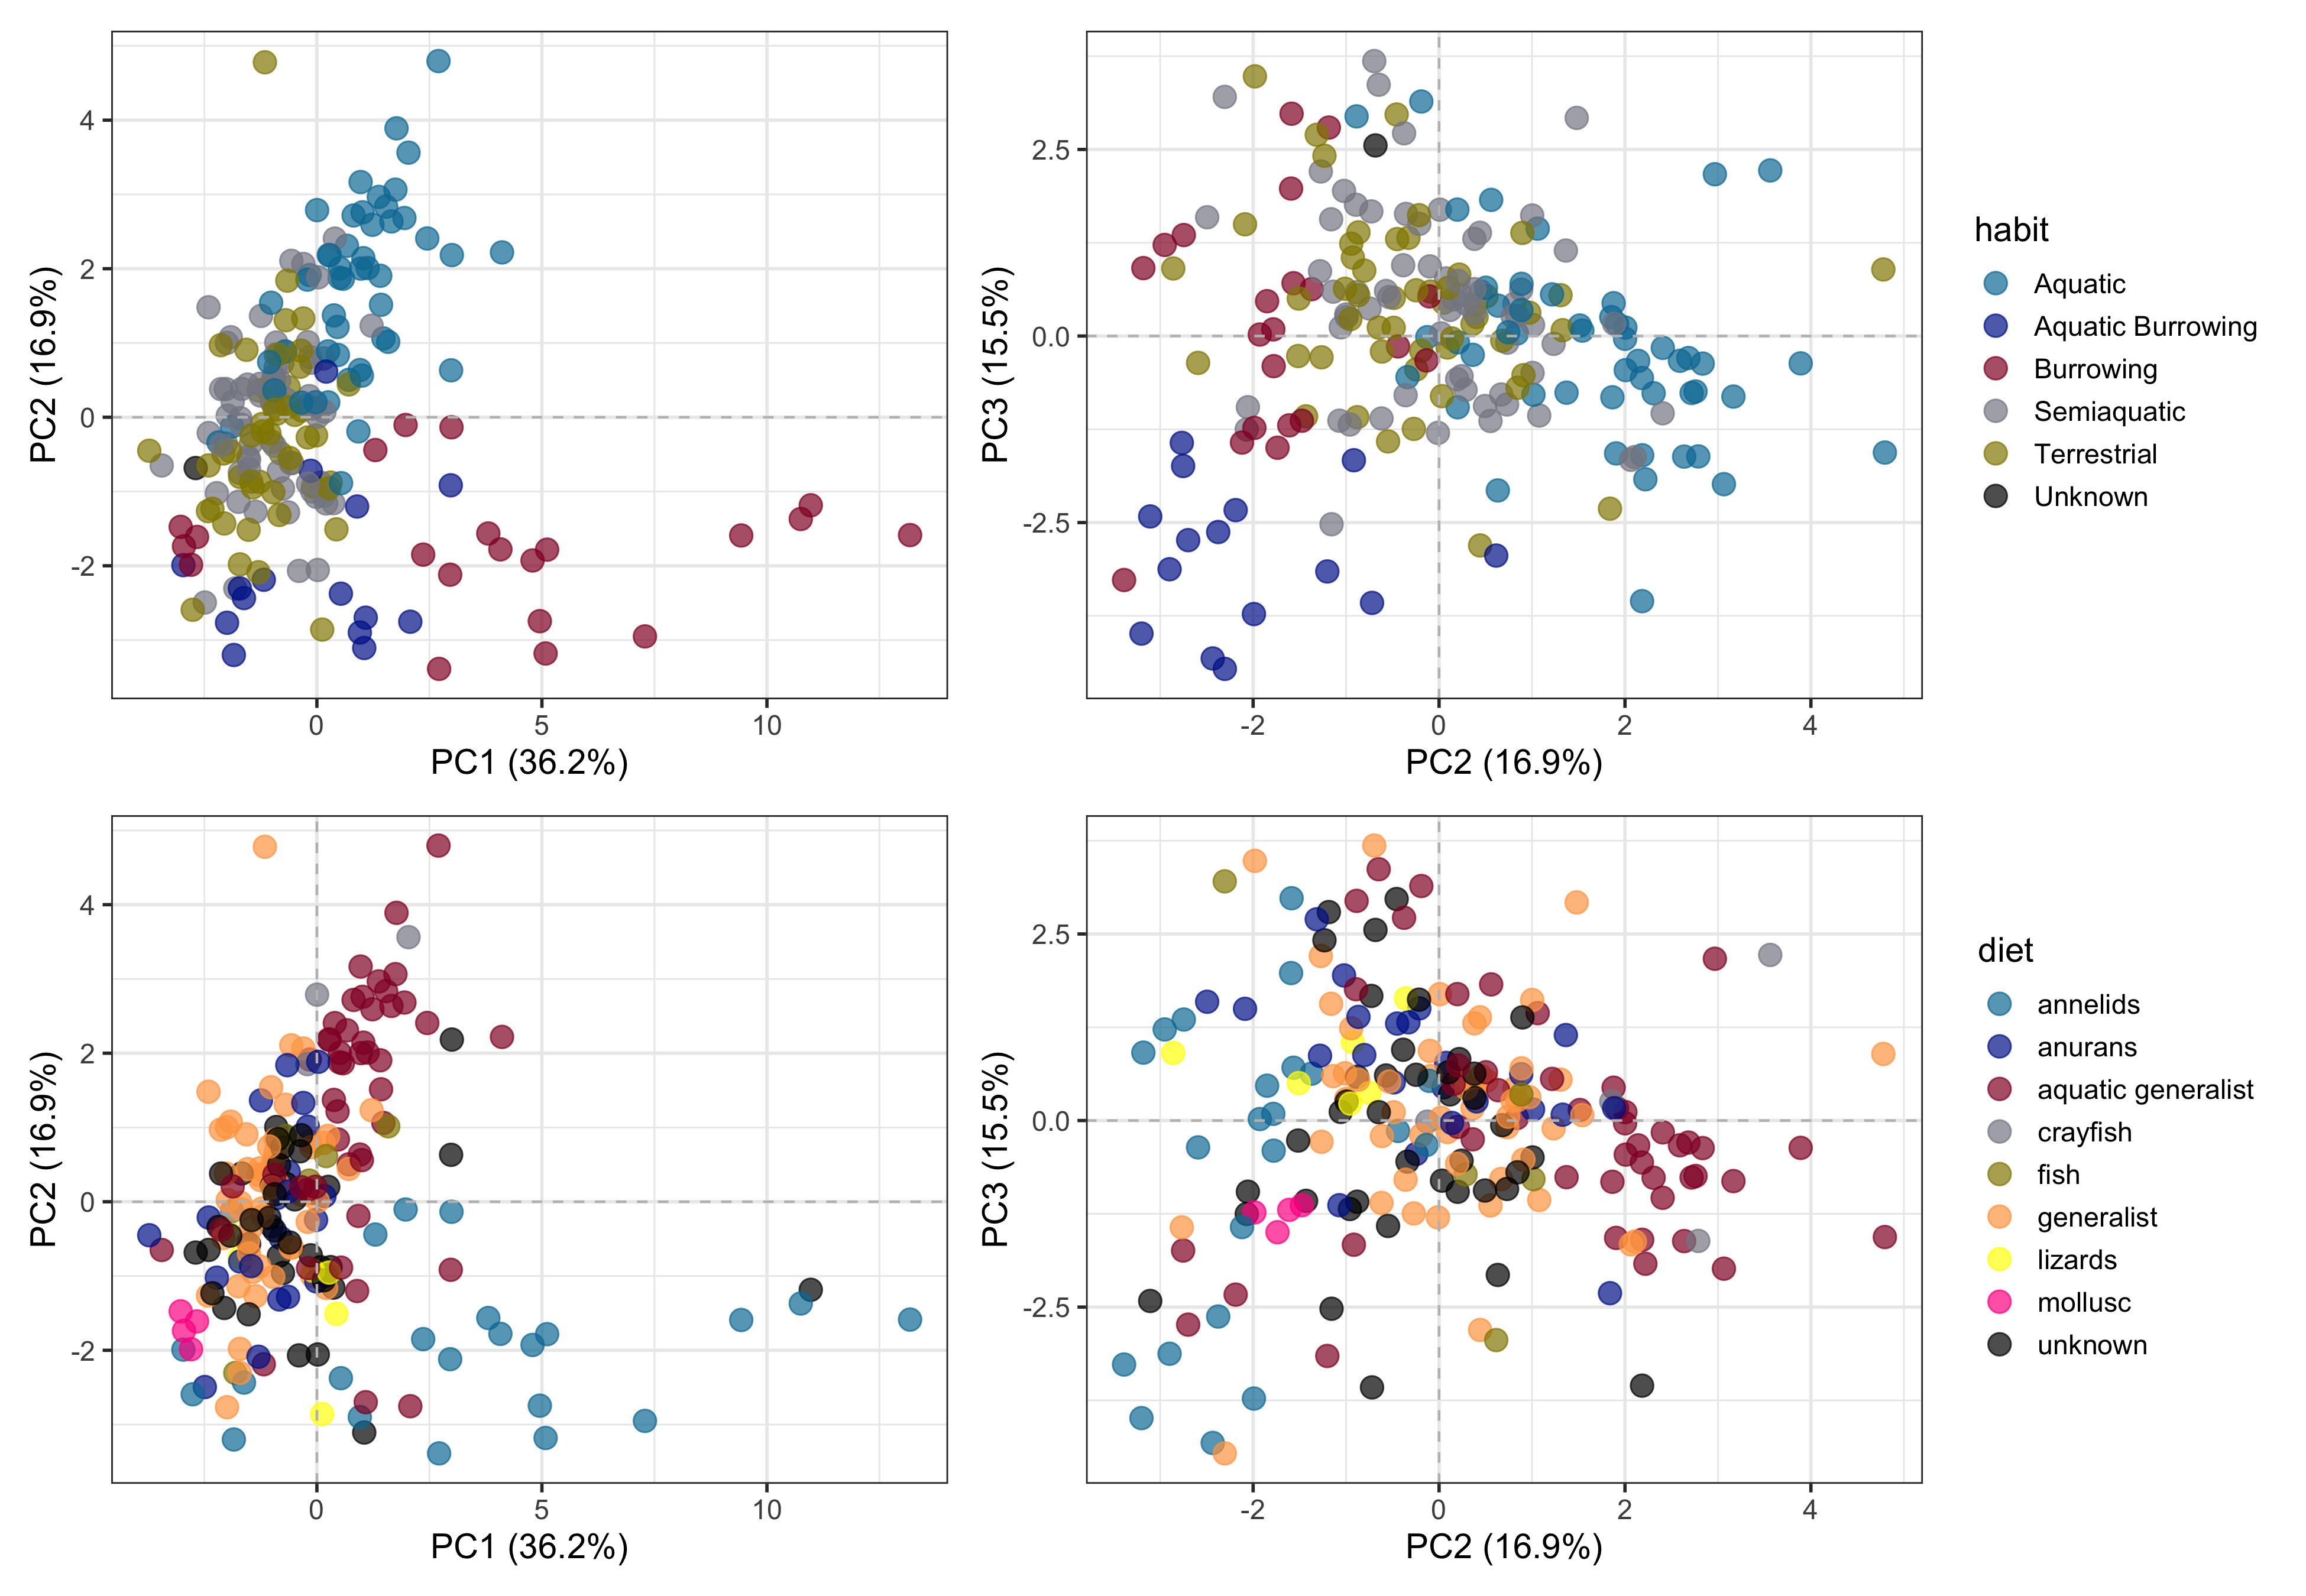 4
2
0
-2
PC2 (16.9%)
0
5
10
PC1 (36.2%)
2.5
0.0
-2.5
PC3 (15.5%)
-2
0
2
4
PC2 (16.9%)
habit
Aquatic
Aquatic Burrowing
Burrowing
Semiaquatic
Terrestrial
Unknown
4
2
0
-2
PC2 (16.9%)
0
5
10
PC1 (36.2%)
2.5
0.0
-2.5
PC3 (15.5%)
-2
0
2
4
PC2 (16.9%)
diet
annelids
anurans
aquatic generalist
crayfish
fish
generalist
lizards
mollusc
unknown